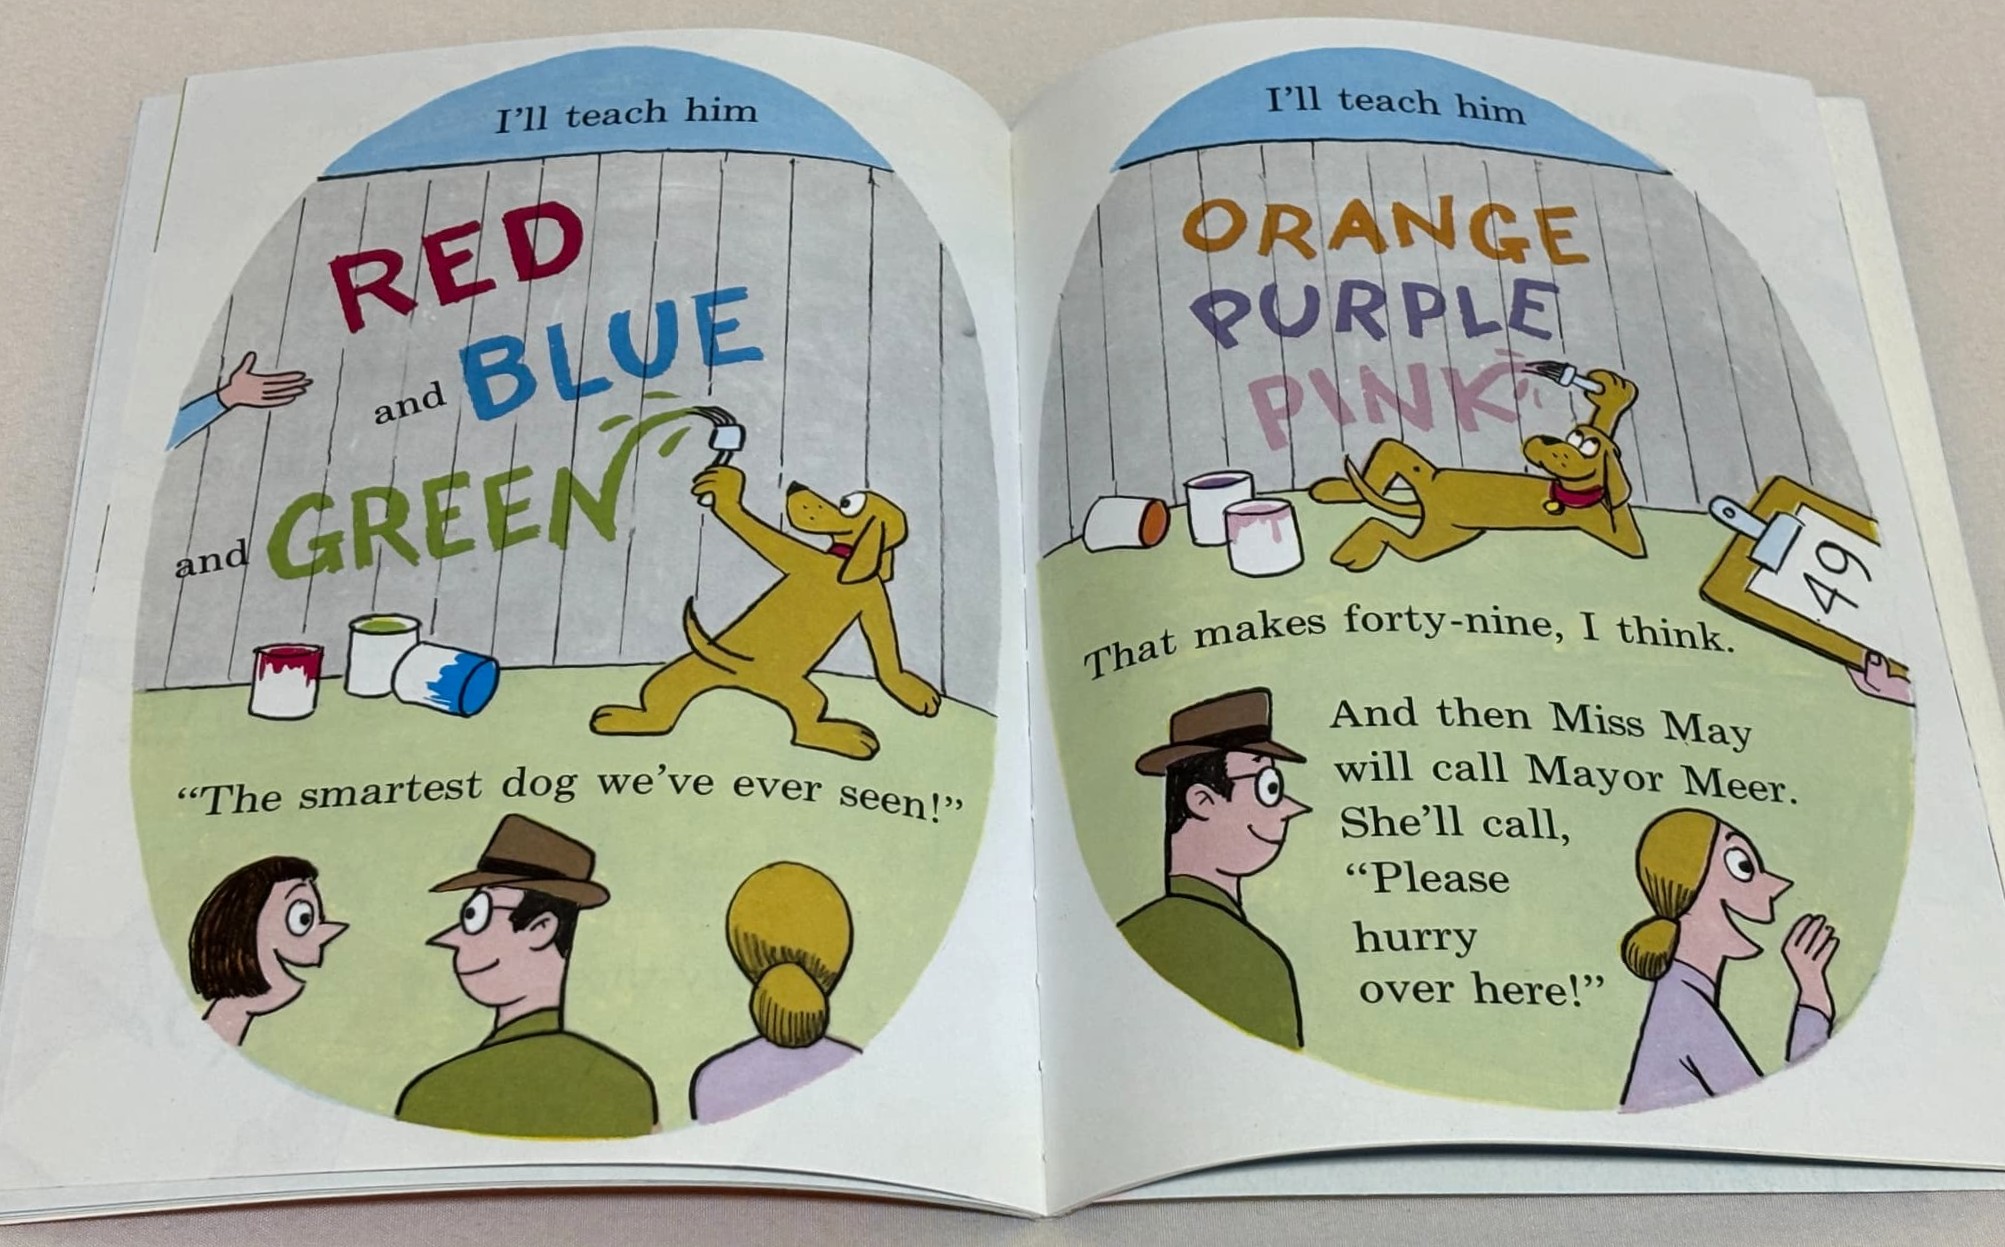 I'll teach him
RED
and BLUE
and GREEN
“The smartest dog we've ever seen!”
I'll teach him
ORANGE
PURPLE
PINK
49
That makes forty-nine, I think.
And then Miss May
will call Mayor Meer.
She'll call,
“Please
hurry
over here!”